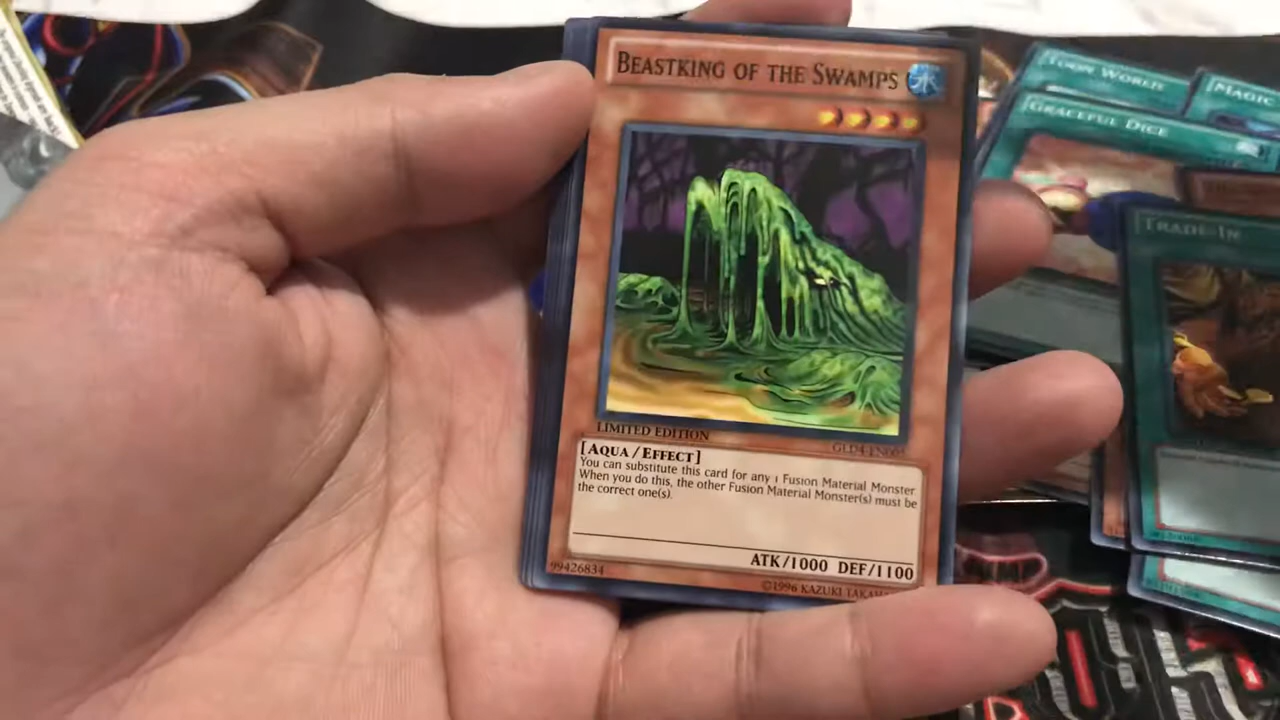 BEASTKING OF THE SWAMPS
LIMITED EDITION
GLD4-EN005
[AQUA/EFFECT]
You can substitute this card for any 1 Fusion Material Monster
When you do this, the other Fusion Material Monster(s) must be
the correct one(s).
ATK/1000 DEF/1100
99426834
©1996 KAZUKI
TOON WORLD
MAGIC
GRACEFUL DICE
TRADE-IN